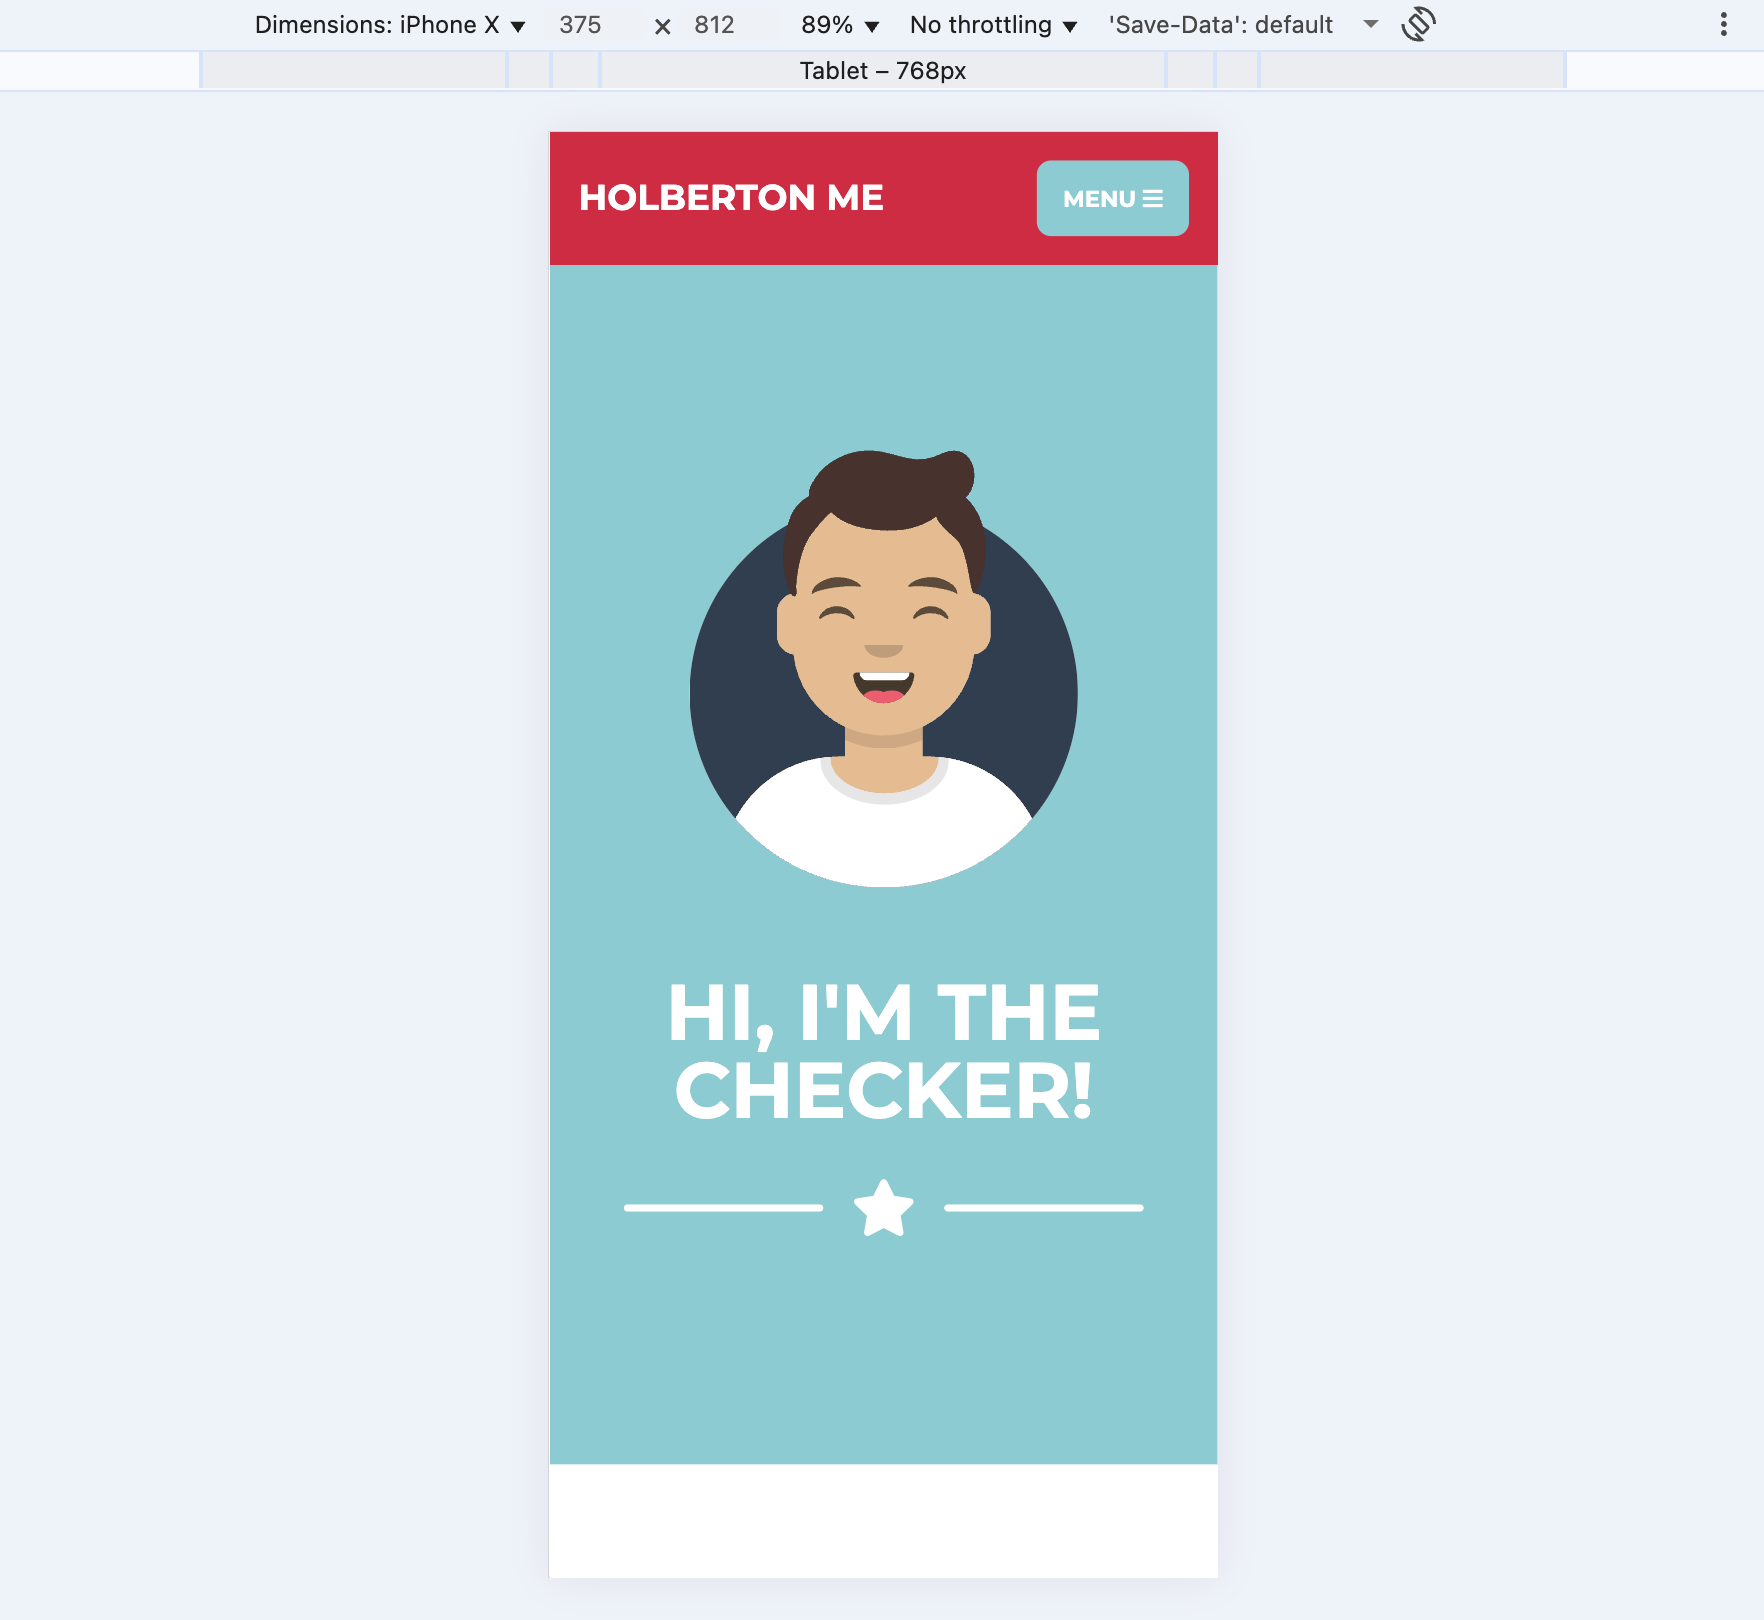 Dimensions: iPhone X ▼ 375 × 812 89% ▼ No throttling ▼ 'Save-Data': default
Tablet – 768px
HOLBERTON ME
MENU
HI, I'M THE
CHECKER!